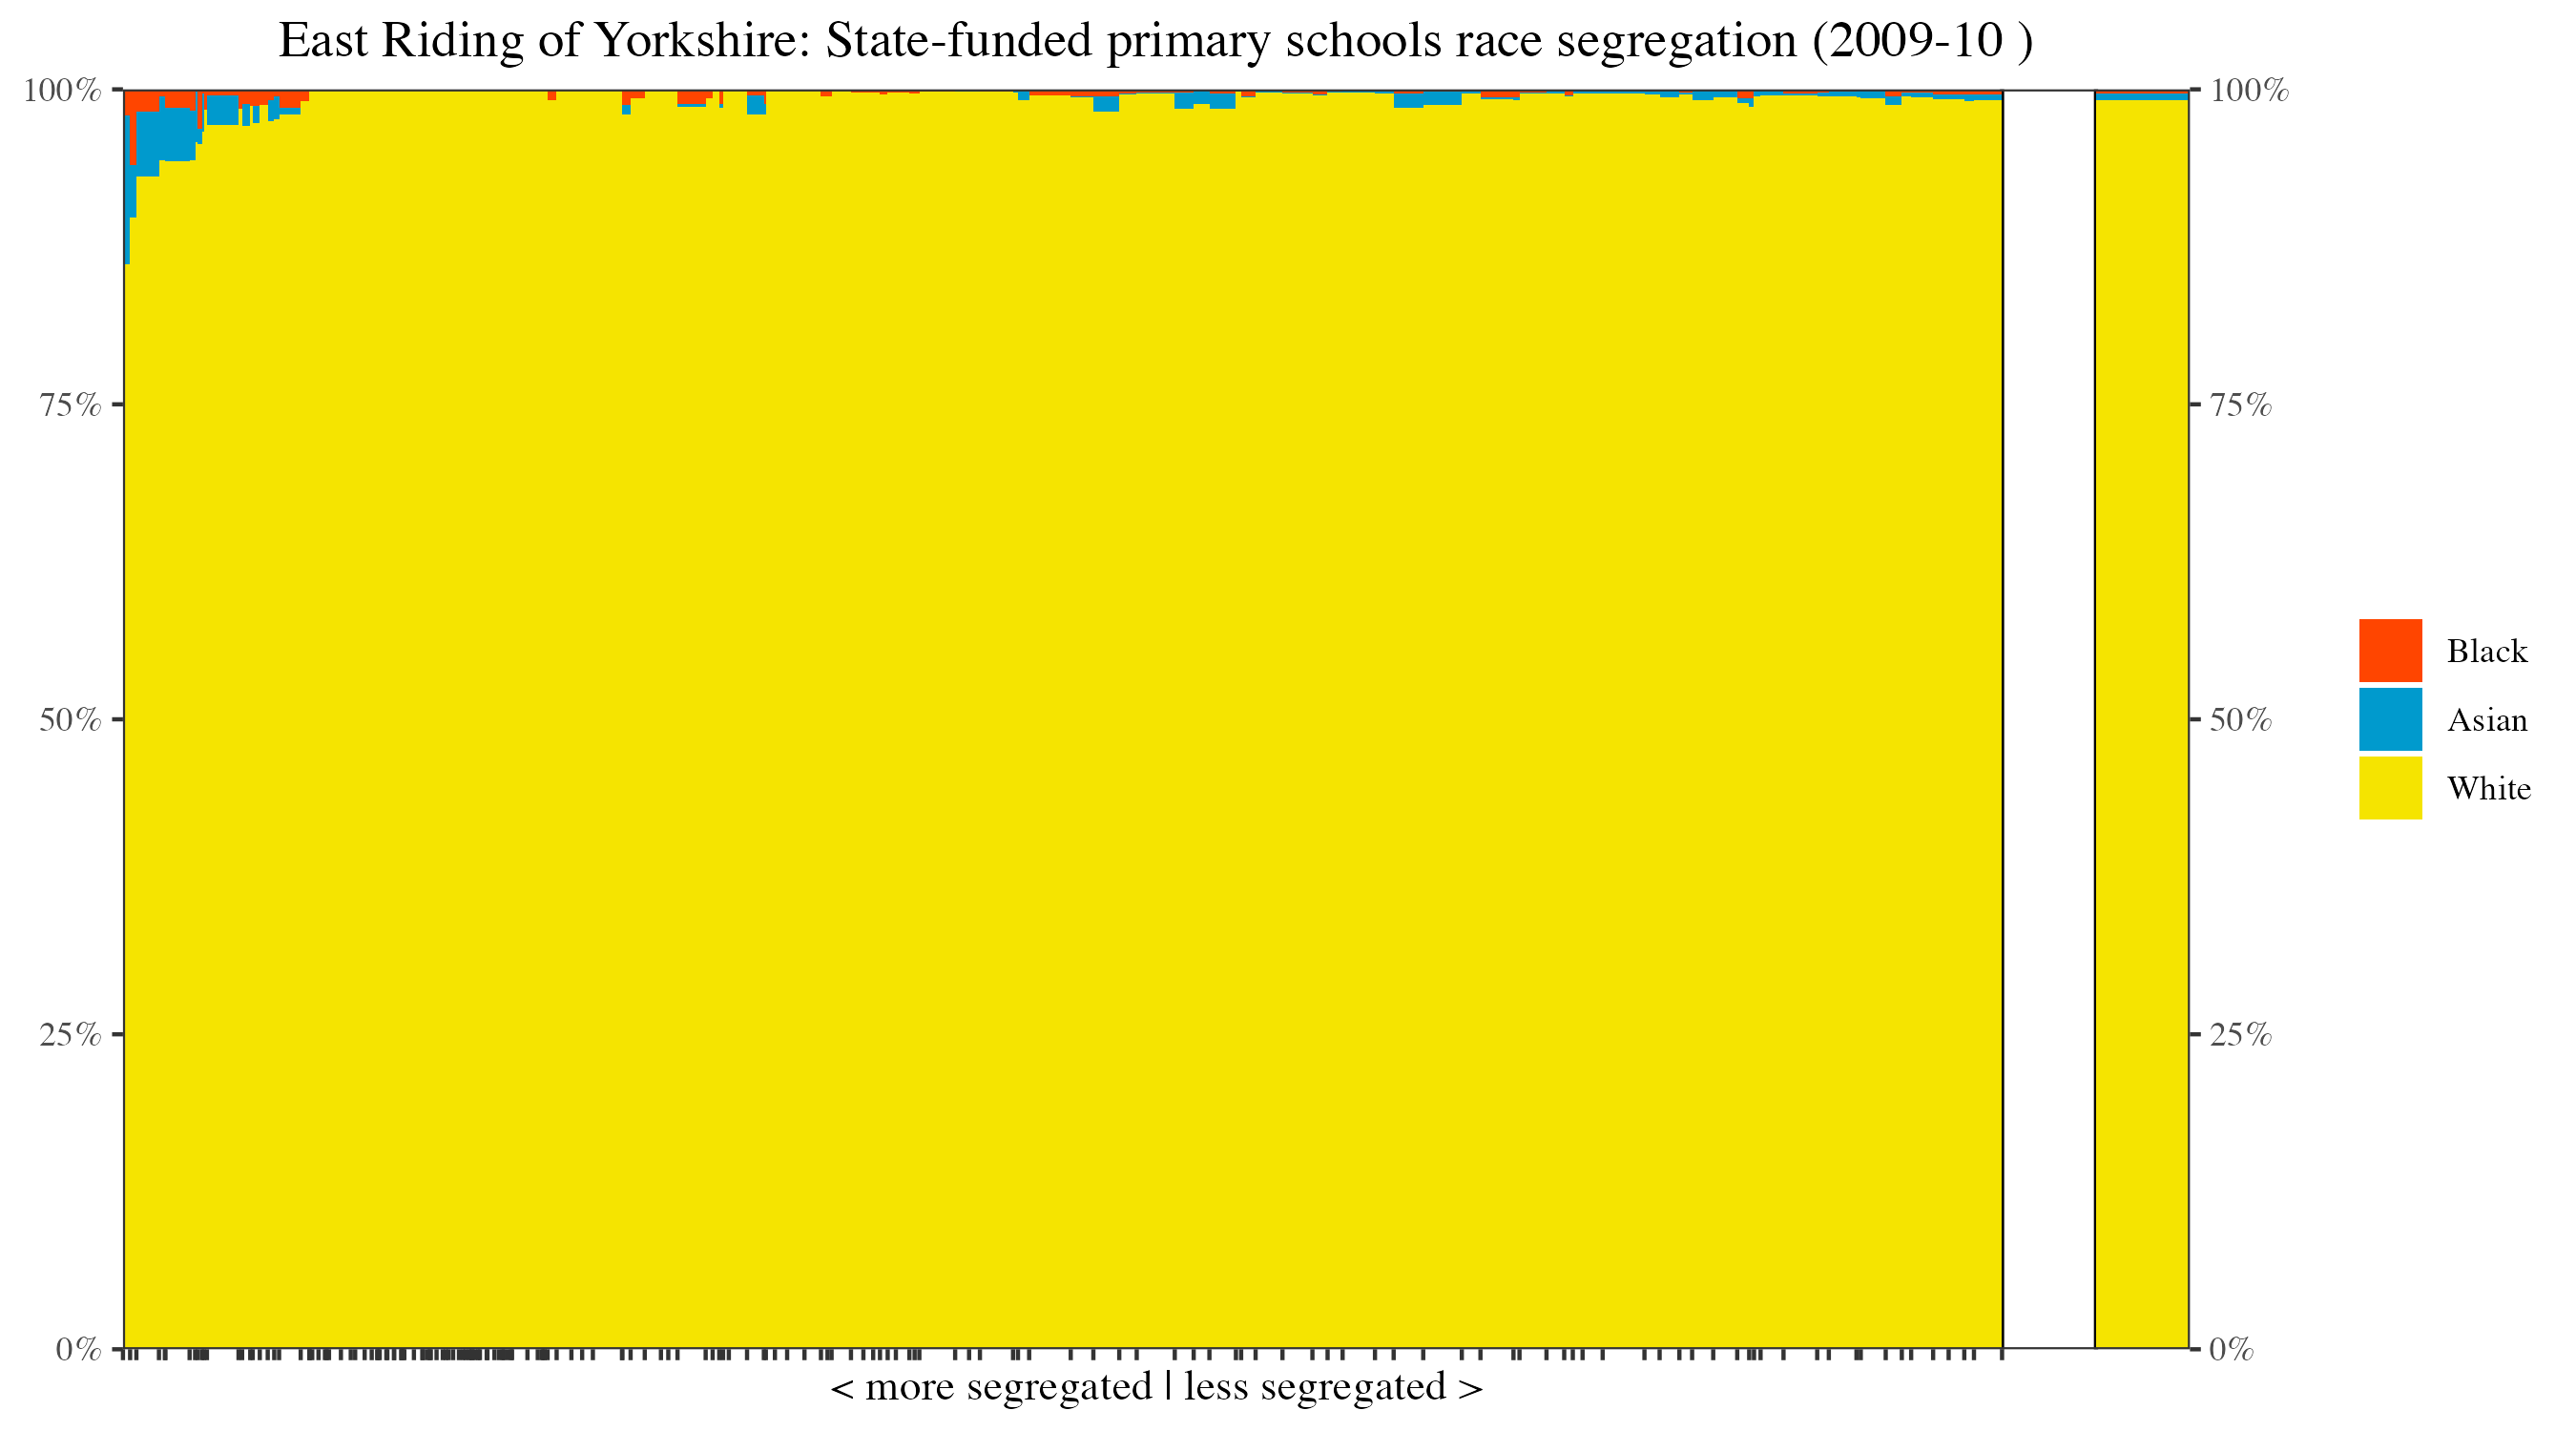 East Riding of Yorkshire: State-funded primary schools race segregation (2009-10 )
100%
75%
50%
25%
0%
100%
75%
50%
25%
0%
Black
Asian
White
< more segregated | less segregated >